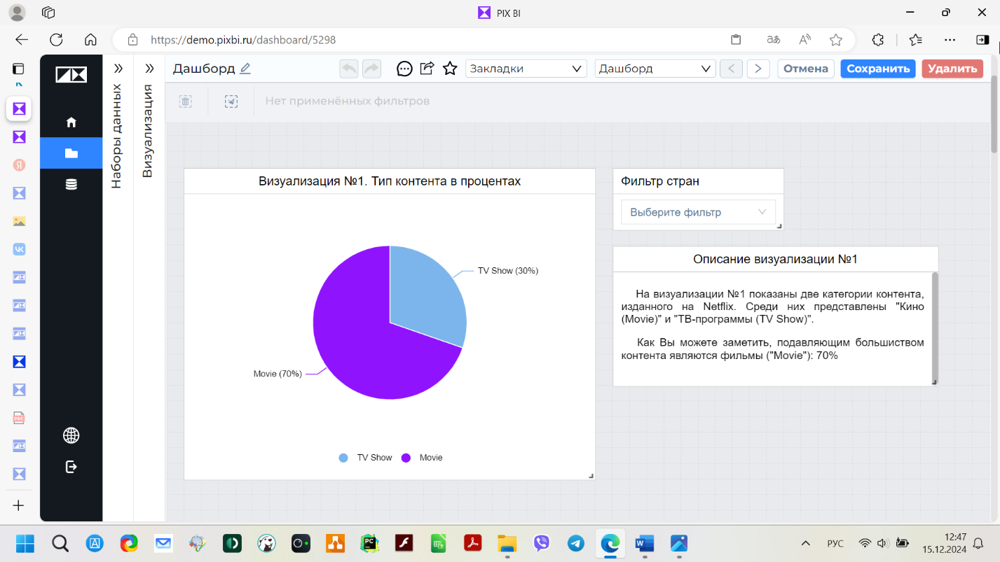 PIX BI
https://demo.pixbi.ru/dashboard/5298
Дашборд
Закладки
Дашборд
Отмена
Сохранить
Удалить
Нет применённых фильтров
Наборы данных
Визуализация
Визуализация №1. Тип контента в процентах
TV Show (30%)
Movie (70%)
TV Show
Movie
Фильтр стран
Выберите фильтр
Описание визуализации №1
На визуализации №1 показаны две категории контента,
изданного на Netflix. Среди них представлены "Кино
(Movie)" и "ТВ-программы (TV Show)".
Как Вы можете заметить, подавляющим большиством
контента являются фильмы ("Movie"): 70%
РУС
12:47
15.12.2024